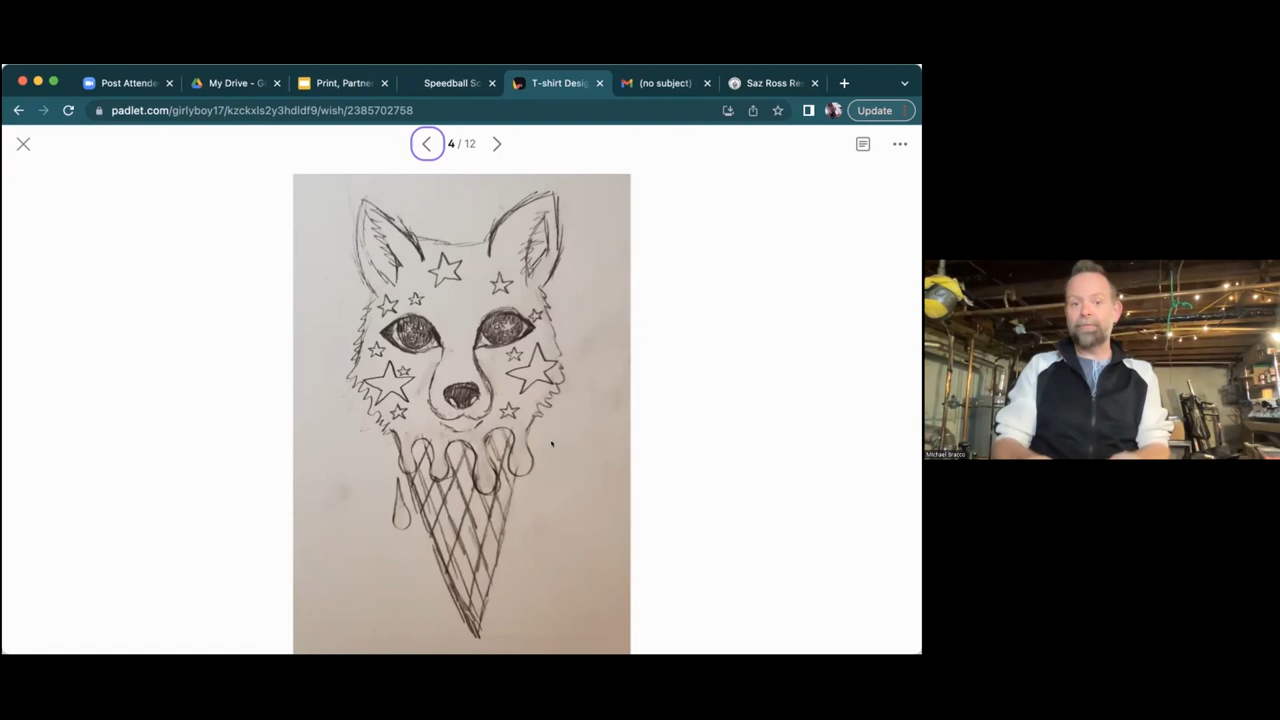 Post Attende
My Drive - G
Print, Partne
Speedball Sc
T-shirt Desig
(no subject)
Saz Ross Re
padlet.com/girlyboy17/kzckxls2y3hdldf9/wish/2385702758
Update
4 / 12
Michael Bracco